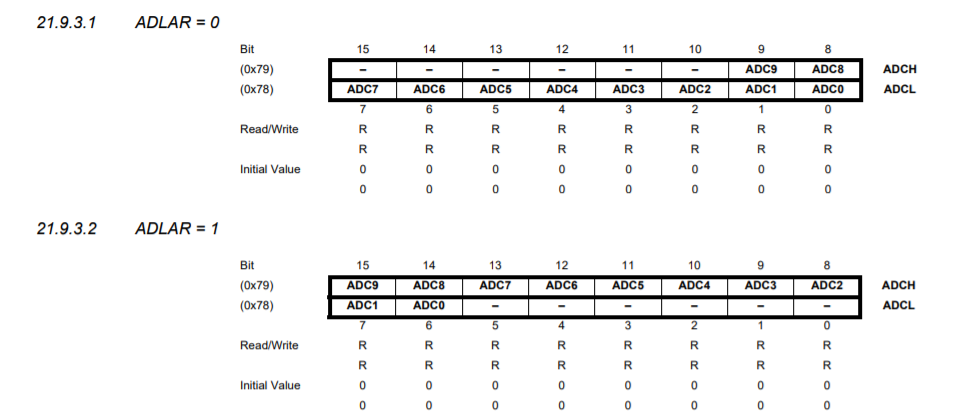 21.9.3.1 ADLAR = 0
Bit 15 14 13 12 11 10 9 8
(0x79) – – – – – – ADC9 ADC8 ADCH
(0x78) ADC7 ADC6 ADC5 ADC4 ADC3 ADC2 ADC1 ADC0 ADCL
7 6 5 4 3 2 1 0
Read/Write R R R R R R R R
R R R R R R R R
Initial Value 0 0 0 0 0 0 0 0
0 0 0 0 0 0 0 0
21.9.3.2 ADLAR = 1
Bit 15 14 13 12 11 10 9 8
(0x79) ADC9 ADC8 ADC7 ADC6 ADC5 ADC4 ADC3 ADC2 ADCH
(0x78) ADC1 ADC0 – – – – – – ADCL
7 6 5 4 3 2 1 0
Read/Write R R R R R R R R
R R R R R R R R
Initial Value 0 0 0 0 0 0 0 0
0 0 0 0 0 0 0 0